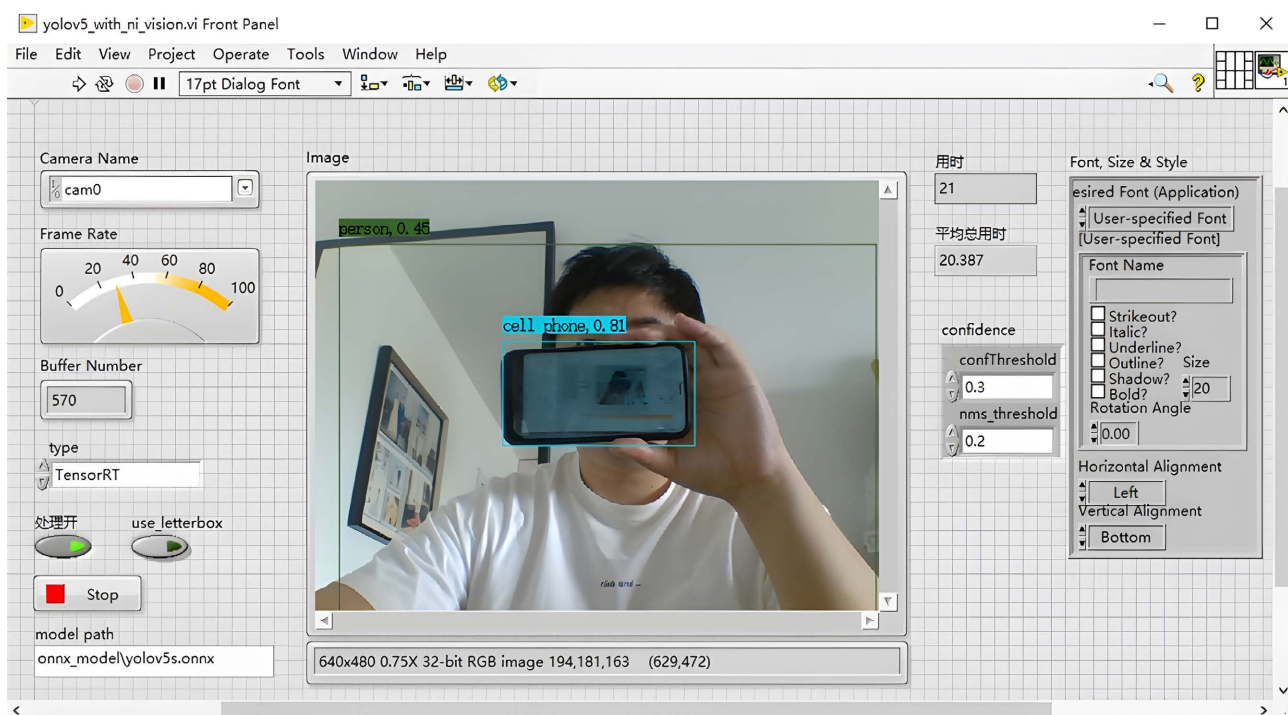 yolov5_with_ni_vision.vi Front Panel
File Edit View Project Operate Tools Window Help
17pt Dialog Font
Camera Name
cam0
Frame Rate
0 20 40 60 80 100
Buffer Number
570
type
TensorRT
处理开 use_letterbox
Stop
model path
onnx_model\yolov5s.onnx
Image
person, 0.45
cell phone, 0.81
640x480 0.75X 32-bit RGB image 194,181,163 (629,472)
用时
21
平均总用时
20.387
confidence
confThreshold
0.3
nms_threshold
0.2
Font, Size & Style
esired Font (Application)
User-specified Font
[User-specified Font]
Font Name
Strikeout?
Italic?
Underline?
Outline? Size
Shadow? 20
Bold?
Rotation Angle
0.00
Horizontal Alignment
Left
Vertical Alignment
Bottom